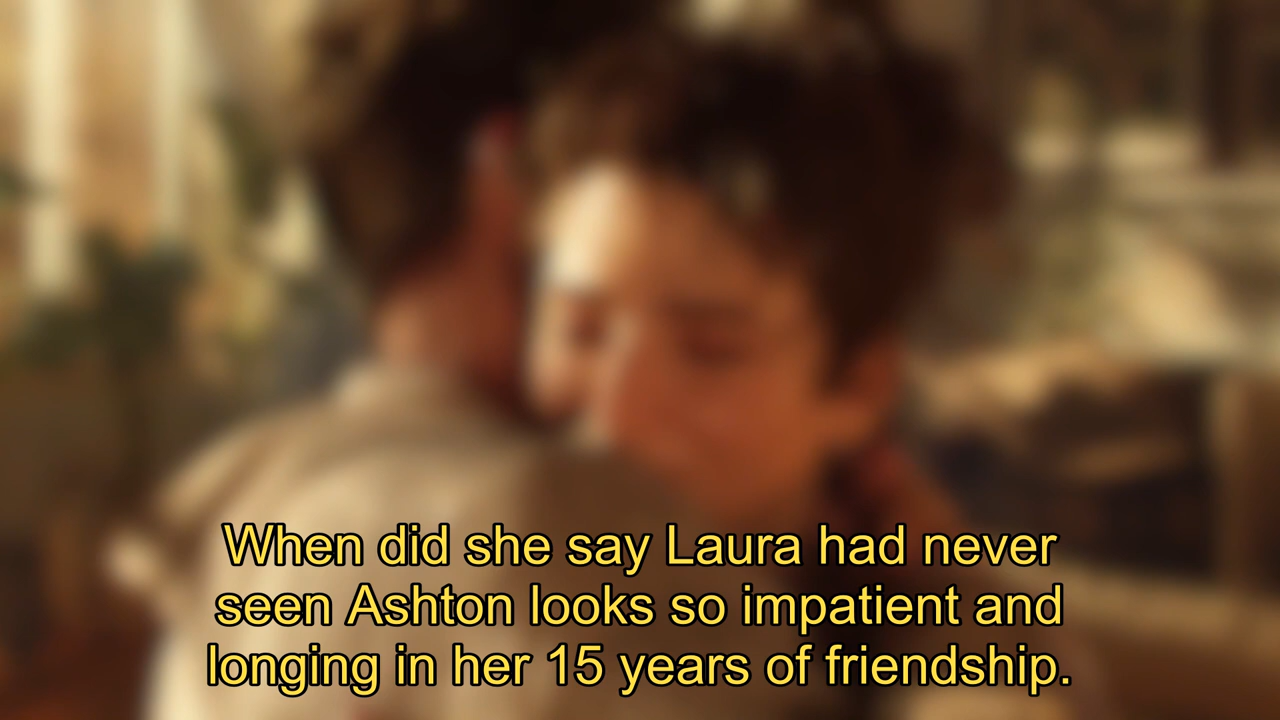 When did she say Laura had never
seen Ashton looks so impatient and
longing in her 15 years of friendship.